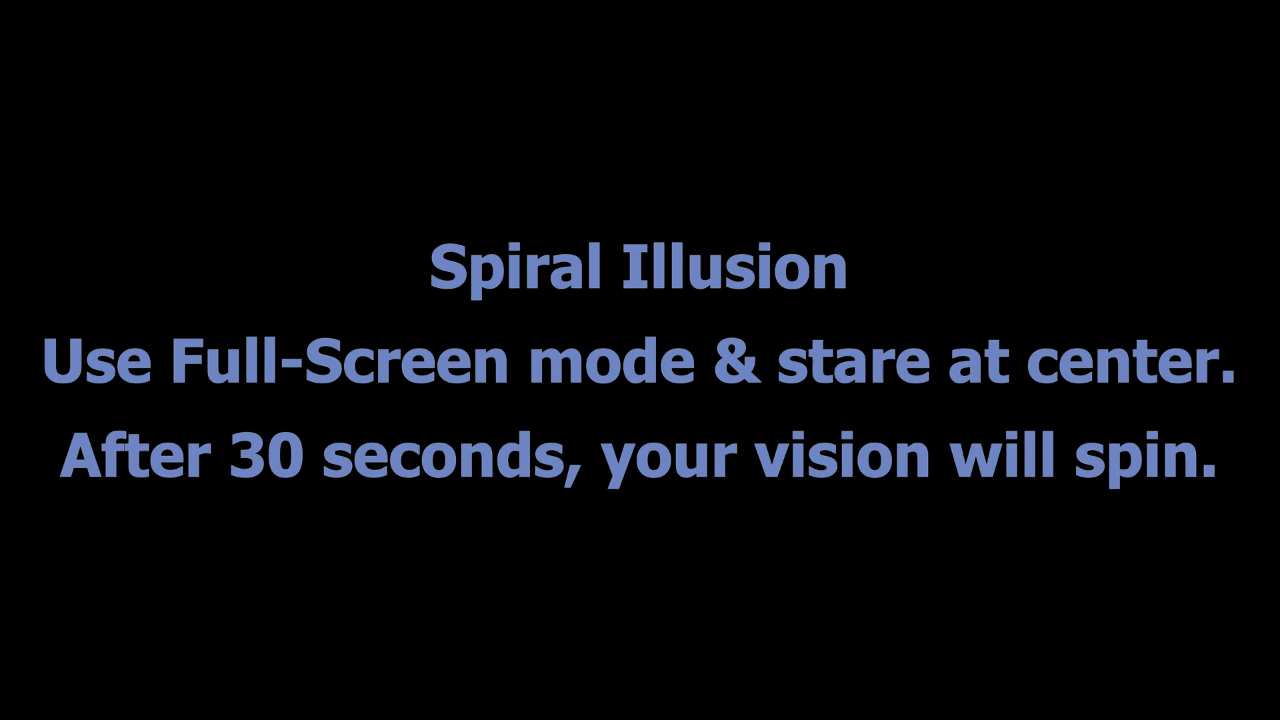 Spiral Illusion
Use Full-Screen mode & stare at center.
After 30 seconds, your vision will spin.